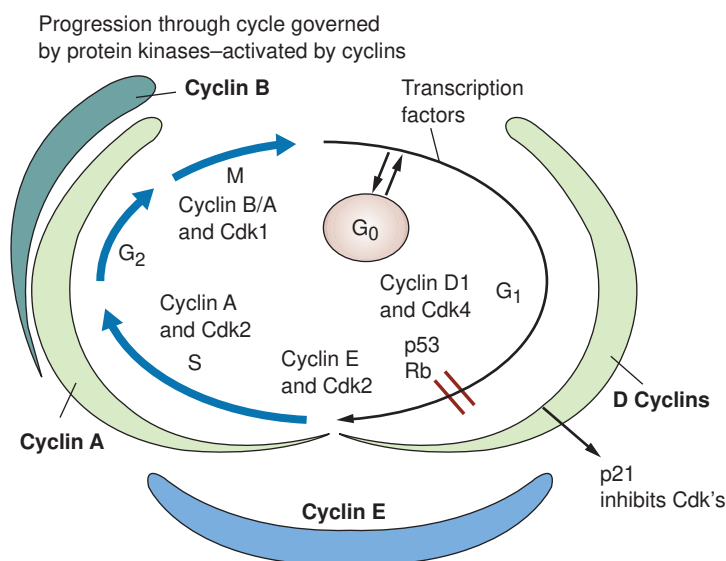 Progression through cycle governed
by protein kinases–activated by cyclins
Cyclin B
Transcription
factors
M
Cyclin B/A
and Cdk1
G0
G2
Cyclin D1
and Cdk4
G1
Cyclin A
and Cdk2
S
Cyclin E
and Cdk2
p53
Rb
D Cyclins
Cyclin A
p21
inhibits Cdk's
Cyclin E